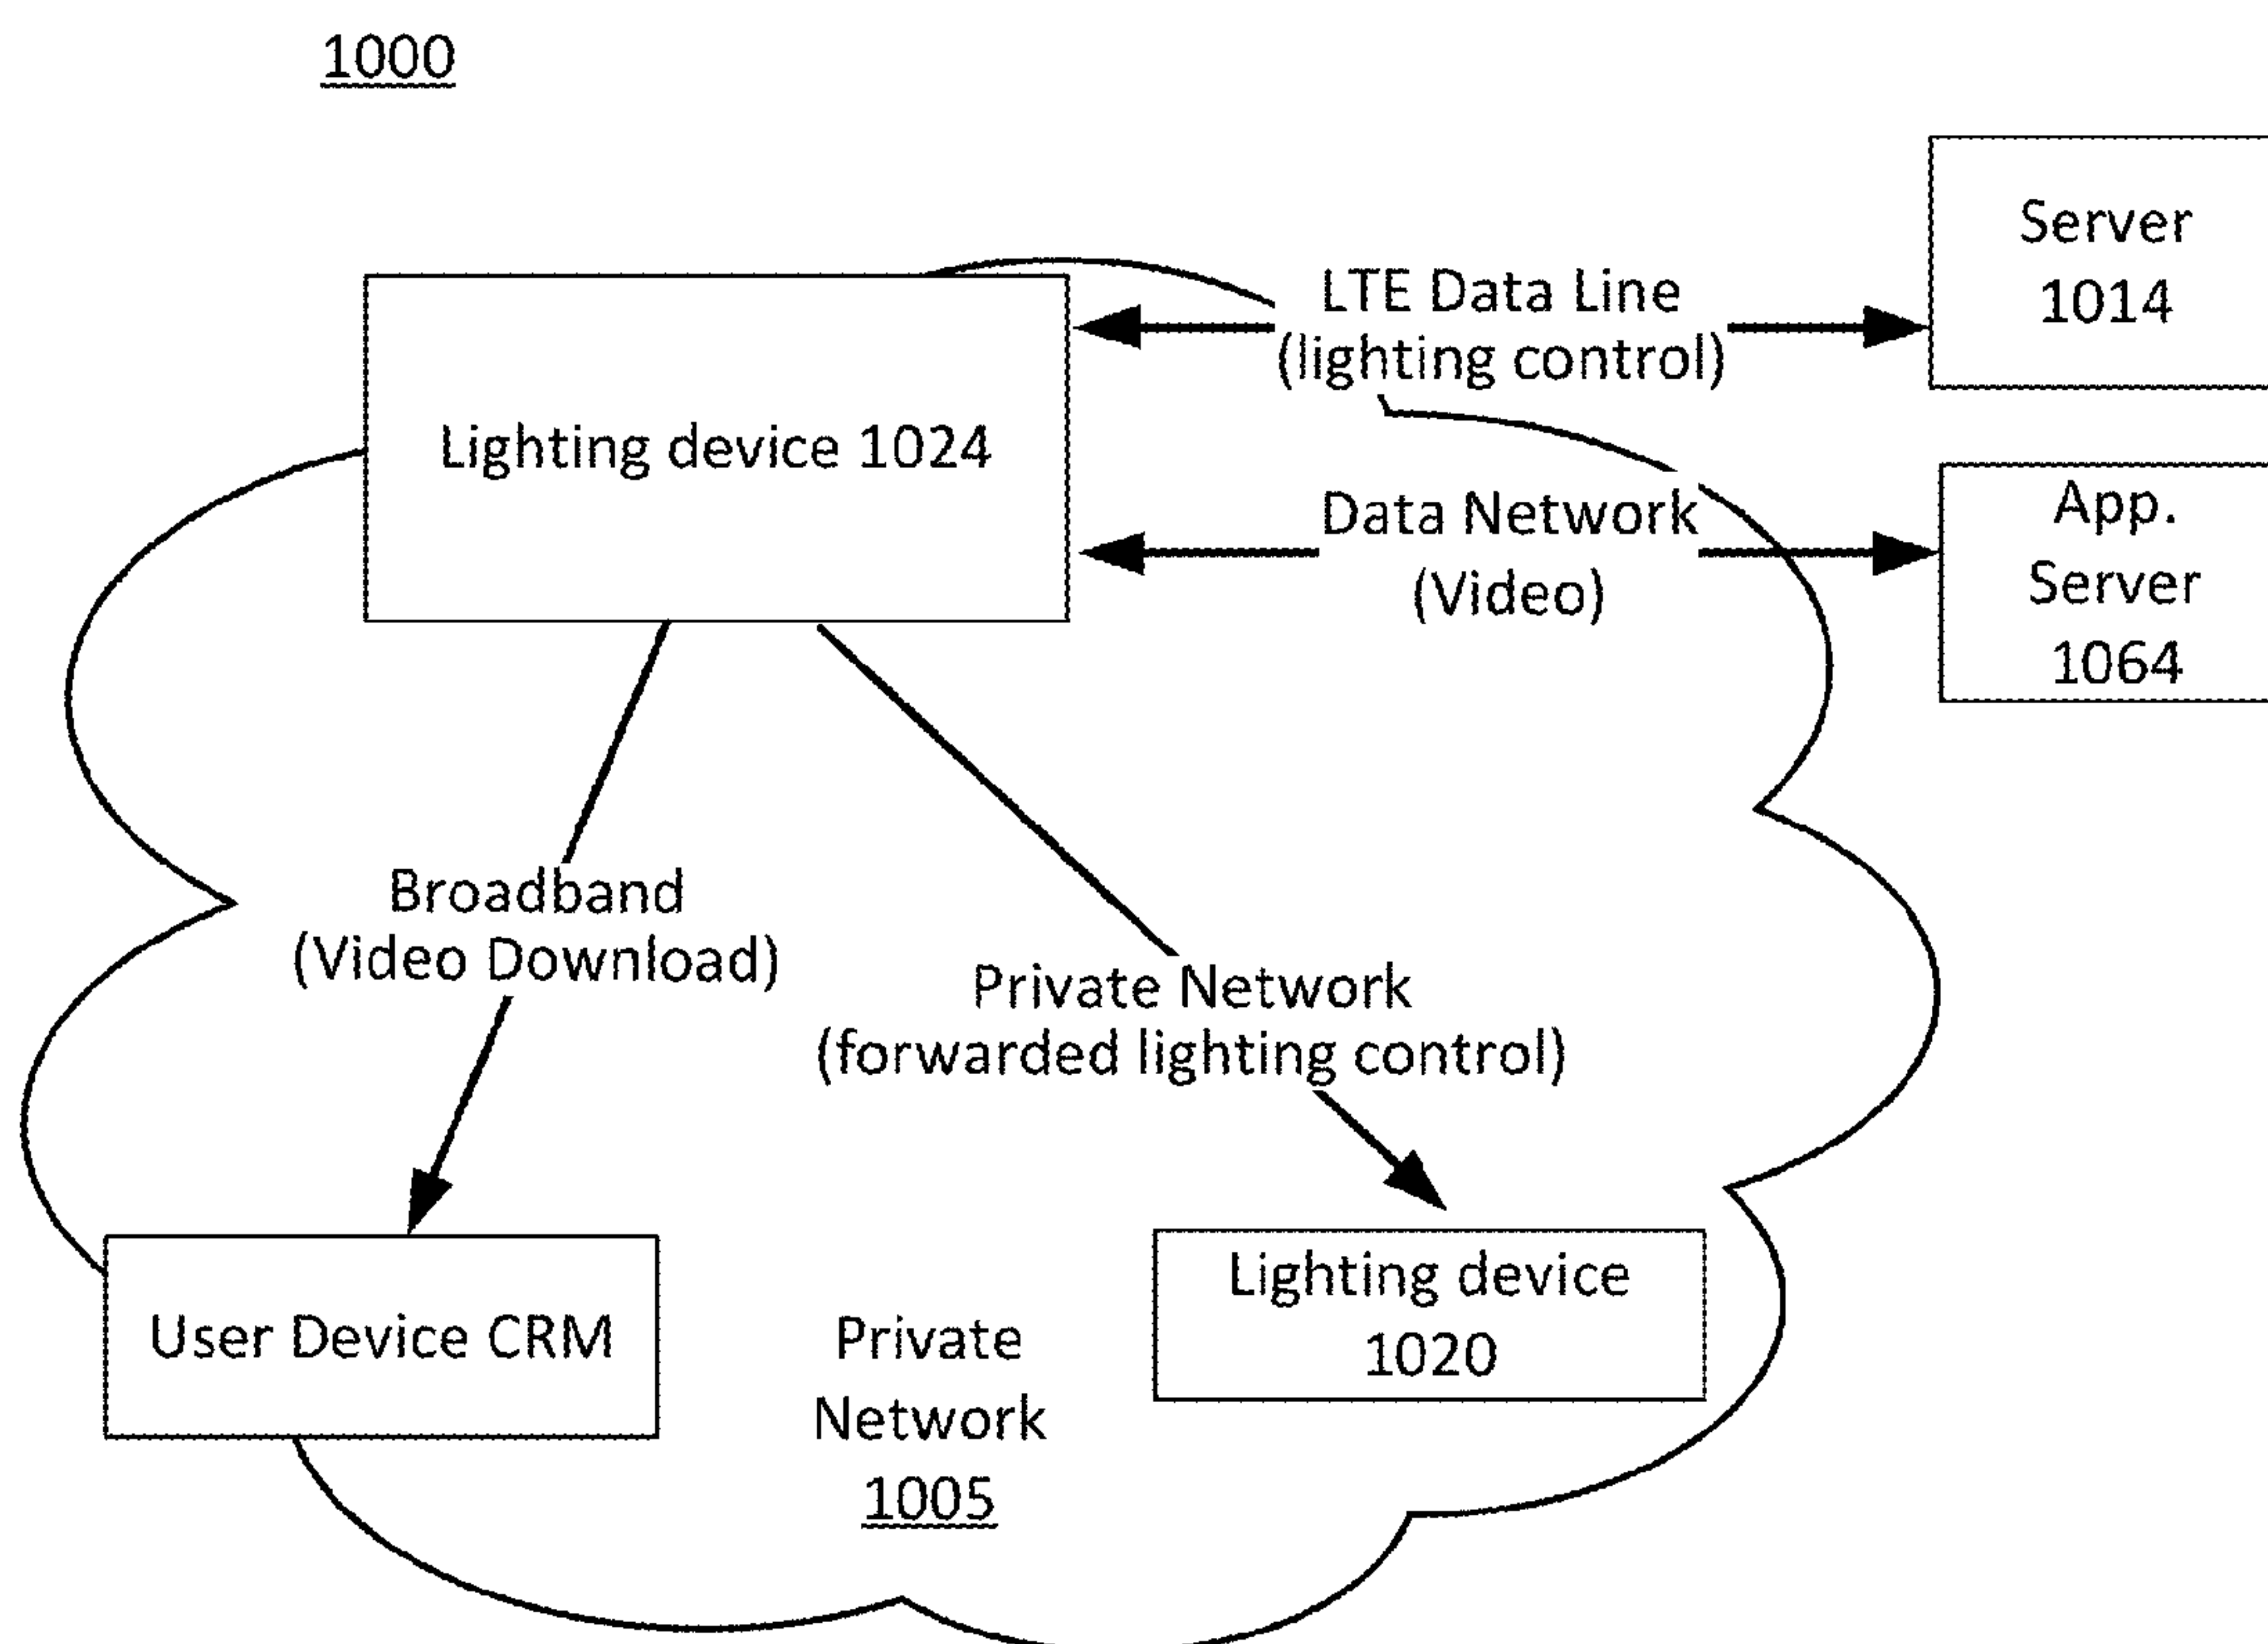 1000
Server
1014
LTE Data Line
(lighting control)
Lighting device 1024
App.
Server
1064
Data Network
(Video)
Broadband
(Video Download)
Private Network
(forwarded lighting control)
User Device CRM
Lighting device
1020
Private
Network
1005